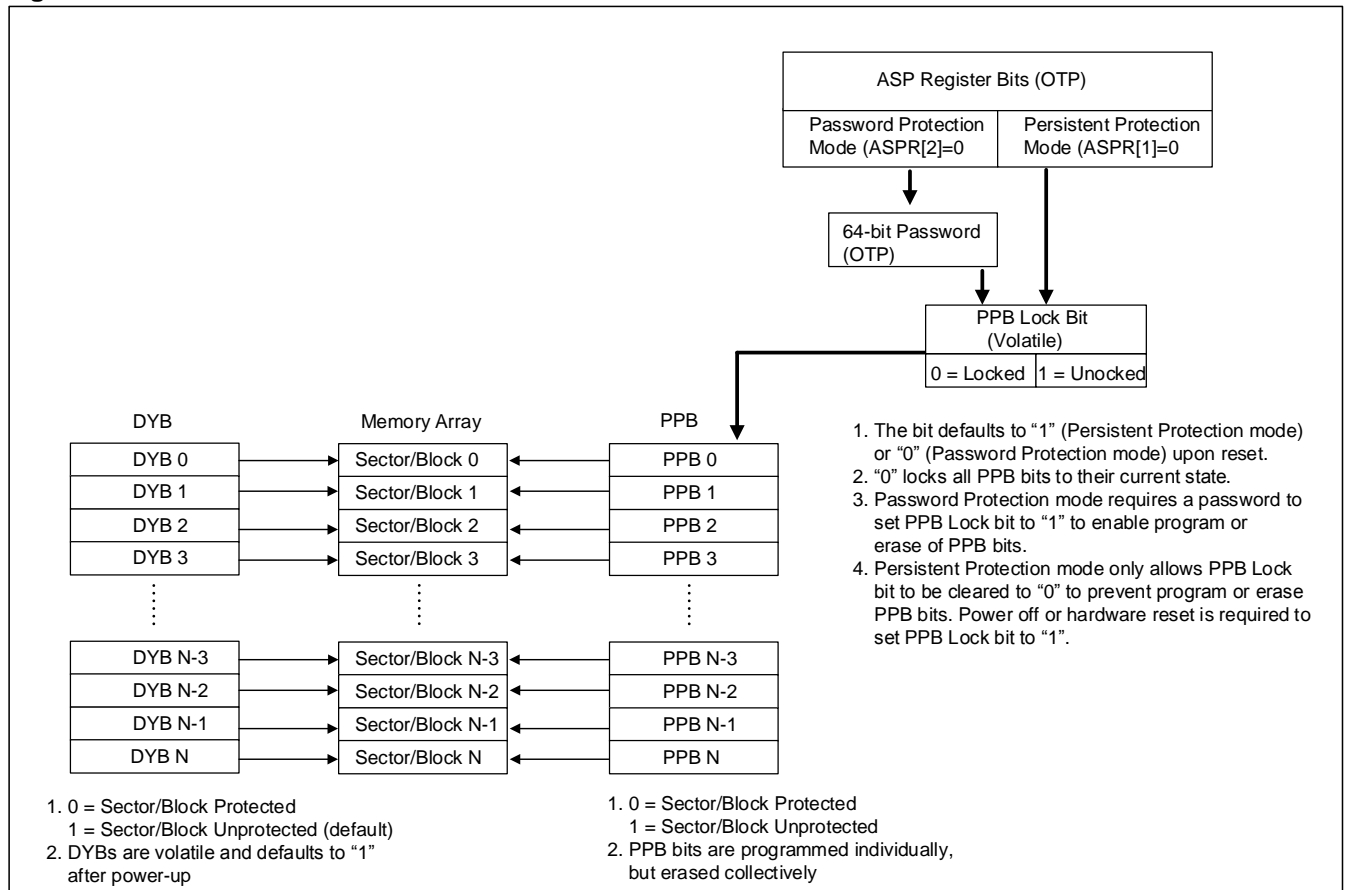 ASP Register Bits (OTP)
Password Protection
Mode (ASPR[2]=0
Persistent Protection
Mode (ASPR[1]=0
64-bit Password
(OTP)
PPB Lock Bit
(Volatile)
0 = Locked
1 = Unocked
DYB
Memory Array
PPB
DYB 0
Sector/Block 0
PPB 0
DYB 1
Sector/Block 1
PPB 1
DYB 2
Sector/Block 2
PPB 2
DYB 3
Sector/Block 3
PPB 3
DYB N-3
Sector/Block N-3
PPB N-3
DYB N-2
Sector/Block N-2
PPB N-2
DYB N-1
Sector/Block N-1
PPB N-1
DYB N
Sector/Block N
PPB N
1. The bit defaults to “1” (Persistent Protection mode)
or “0” (Password Protection mode) upon reset.
2. “0” locks all PPB bits to their current state.
3. Password Protection mode requires a password to
set PPB Lock bit to “1” to enable program or
erase of PPB bits.
4. Persistent Protection mode only allows PPB Lock
bit to be cleared to “0” to prevent program or erase
PPB bits. Power off or hardware reset is required to
set PPB Lock bit to “1”.
1. 0 = Sector/Block Protected
1 = Sector/Block Unprotected (default)
2. DYBs are volatile and defaults to “1”
after power-up
1. 0 = Sector/Block Protected
1 = Sector/Block Unprotected
2. PPB bits are programmed individually,
but erased collectively